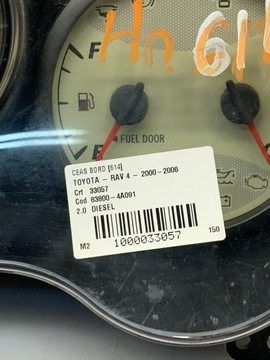 Hn. 614
F
F
◀ FUEL DOOR
CEAS BORD [614]
TOYOTA - RAV 4 - 2000-2006
Crt 33057
Cod 83800-4A091
2.0 DIESEL
M2
1000033057
150